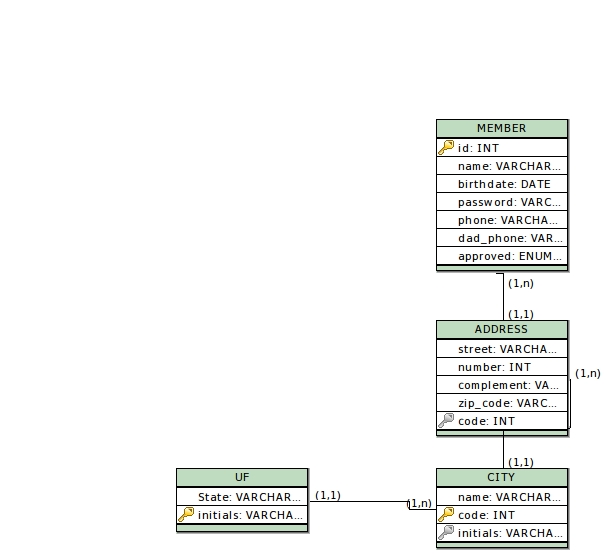 MEMBER
id: INT
name: VARCHAR...
birthdate: DATE
password: VARC...
phone: VARCHA...
dad_phone: VAR...
approved: ENUM...
(1,n)
(1,1)
ADDRESS
street: VARCHA...
number: INT
(1,n)
complement: VA...
zip_code: VARC...
code: INT
(1,1)
UF
CITY
State: VARCHAR...
(1,1)
(1,n)
name: VARCHAR...
initials: VARCHA...
code: INT
initials: VARCHA...